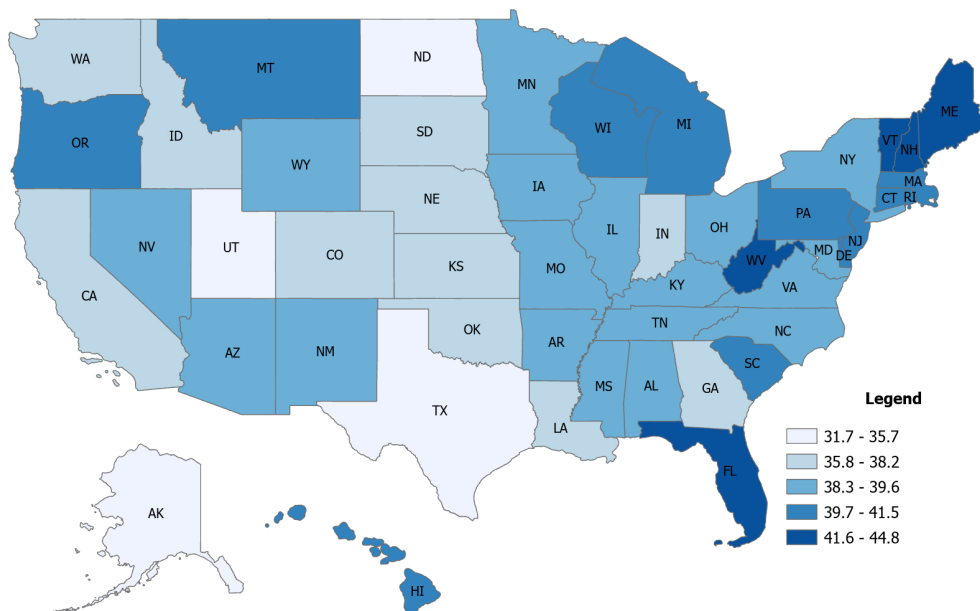 WA
MT
ND
MN
ME
OR
ID
SD
WI
MI
VT
NH
WY
NY
MA
IA
NE
CT
RI
PA
NV
UT
CO
IL
IN
OH
NJ
MD
DE
CA
KS
MO
WV
KY
VA
OK
TN
NC
AZ
NM
AR
SC
MS
AL
GA
TX
LA
FL
AK
HI
Legend
31.7 - 35.7
35.8 - 38.2
38.3 - 39.6
39.7 - 41.5
41.6 - 44.8